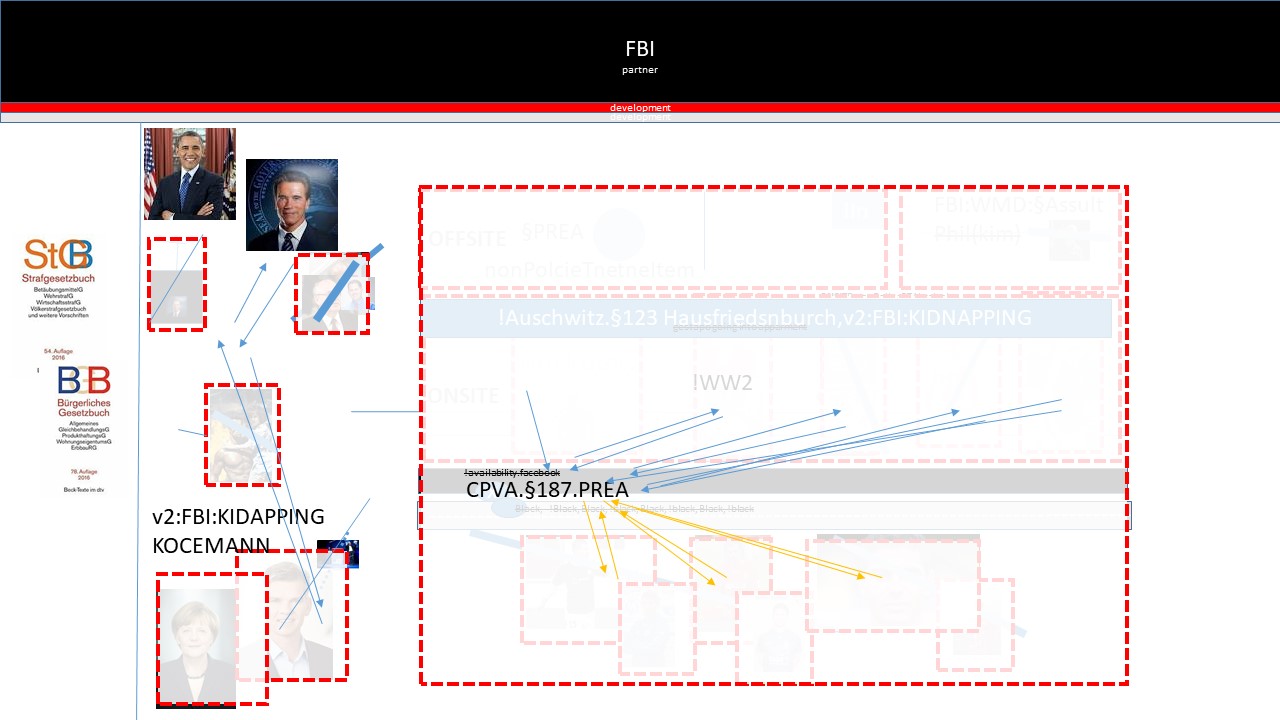 FBI
partner
development
development
StGB
Strafgesetzbuch
BetäubungsmittelG
WehrstrafG
WirtschaftsstrafG
Völkerstrafgesetzbuch
und weitere Vorschriften
54. Auflage
2016
BGB
Bürgerliches
Gesetzbuch
Allgemeines
GleichbehandlungsG
ProdukthaftungsG
WohnungseigentumsG
ErbbauRG
78. Auflage
2016
Beck-Texte im dtv
v2:FBI:KIDAPPING
KOCEMANN
OFFSITE
§PREA
nonPolcieTnetneItem
FBI:WMD:§Assult
Phil(kim)
!Auschwitz.§123 Hausfriedsnburch,v2:FBI:KIDNAPPING
ONSITE
!WW2
!availability.facebook
CPVA.§187.PREA
Black, !Black, Black, !Black, Black, !black, Black, !black